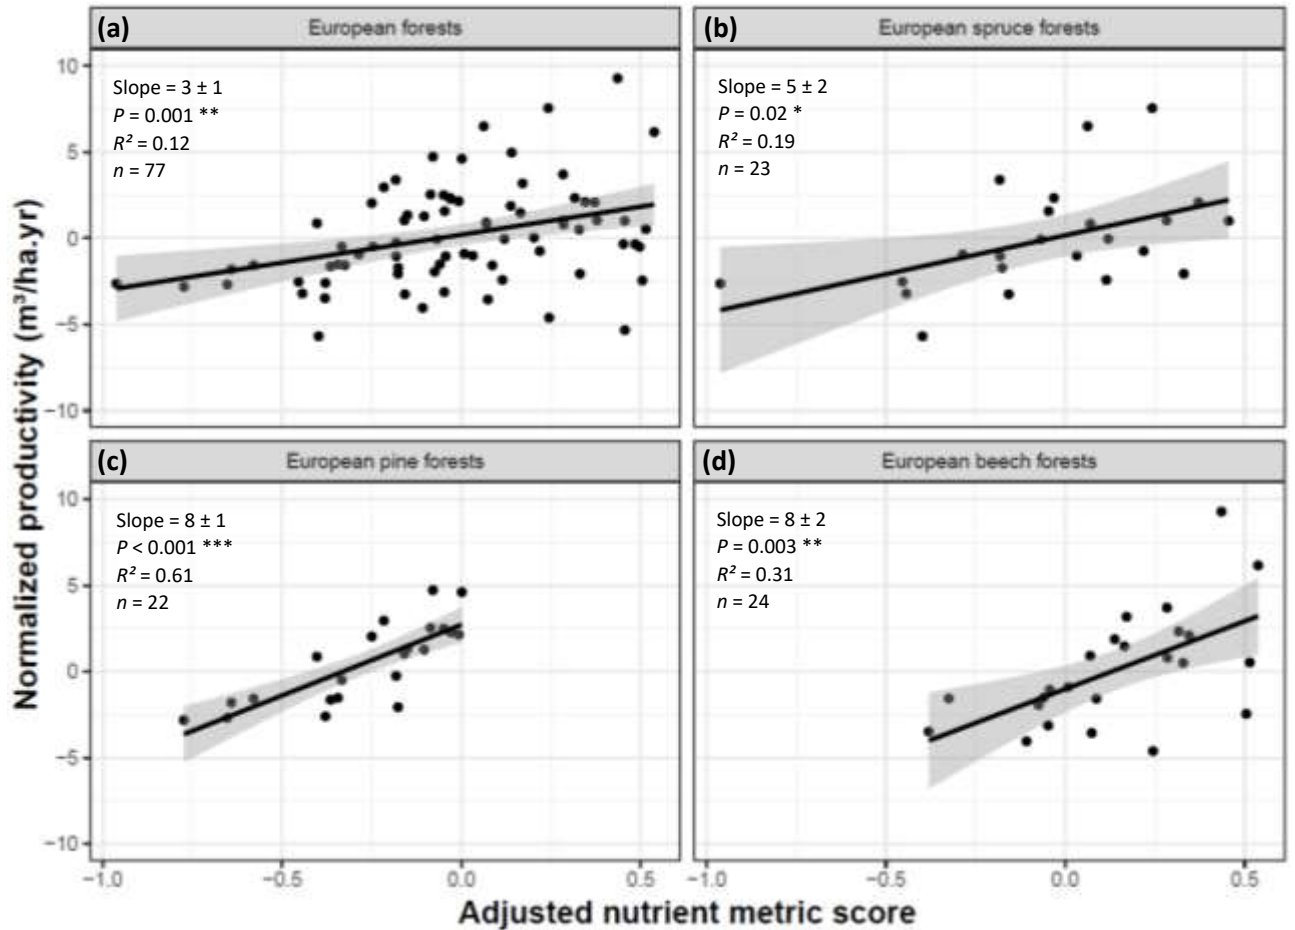 (a) European forests
Slope = 3 ± 1
P = 0.001 **
R² = 0.12
n = 77
(b) European spruce forests
Slope = 5 ± 2
P = 0.02 *
R² = 0.19
n = 23
10
5
0
−5
−10
(c) European pine forests
Slope = 8 ± 1
P < 0.001 ***
R² = 0.61
n = 22
(d) European beech forests
Slope = 8 ± 2
P = 0.003 **
R² = 0.31
n = 24
10
5
0
−5
−10
−1.0 −0.5 0.0 0.5
−1.0 −0.5 0.0 0.5
Normalized productivity (m³/ha.yr)
Adjusted nutrient metric score